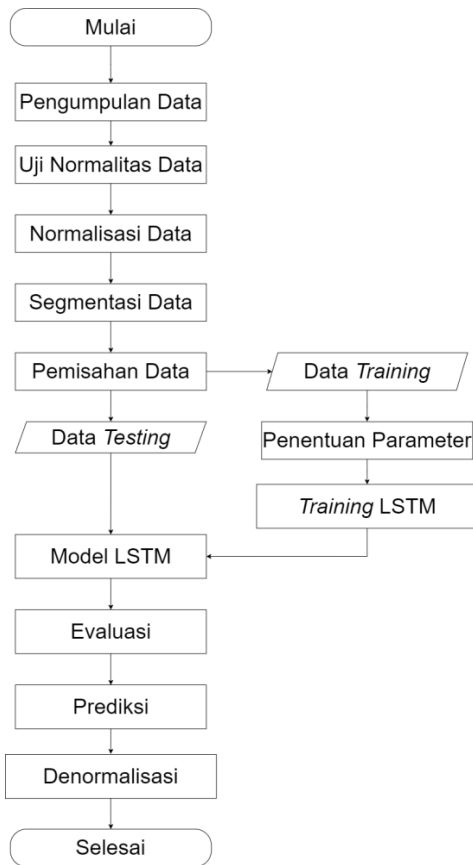 Mulai
Pengumpulan Data
Uji Normalitas Data
Normalisasi Data
Segmentasi Data
Pemisahan Data
Data Training
Data Testing
Penentuan Parameter
Training LSTM
Model LSTM
Evaluasi
Prediksi
Denormalisasi
Selesai